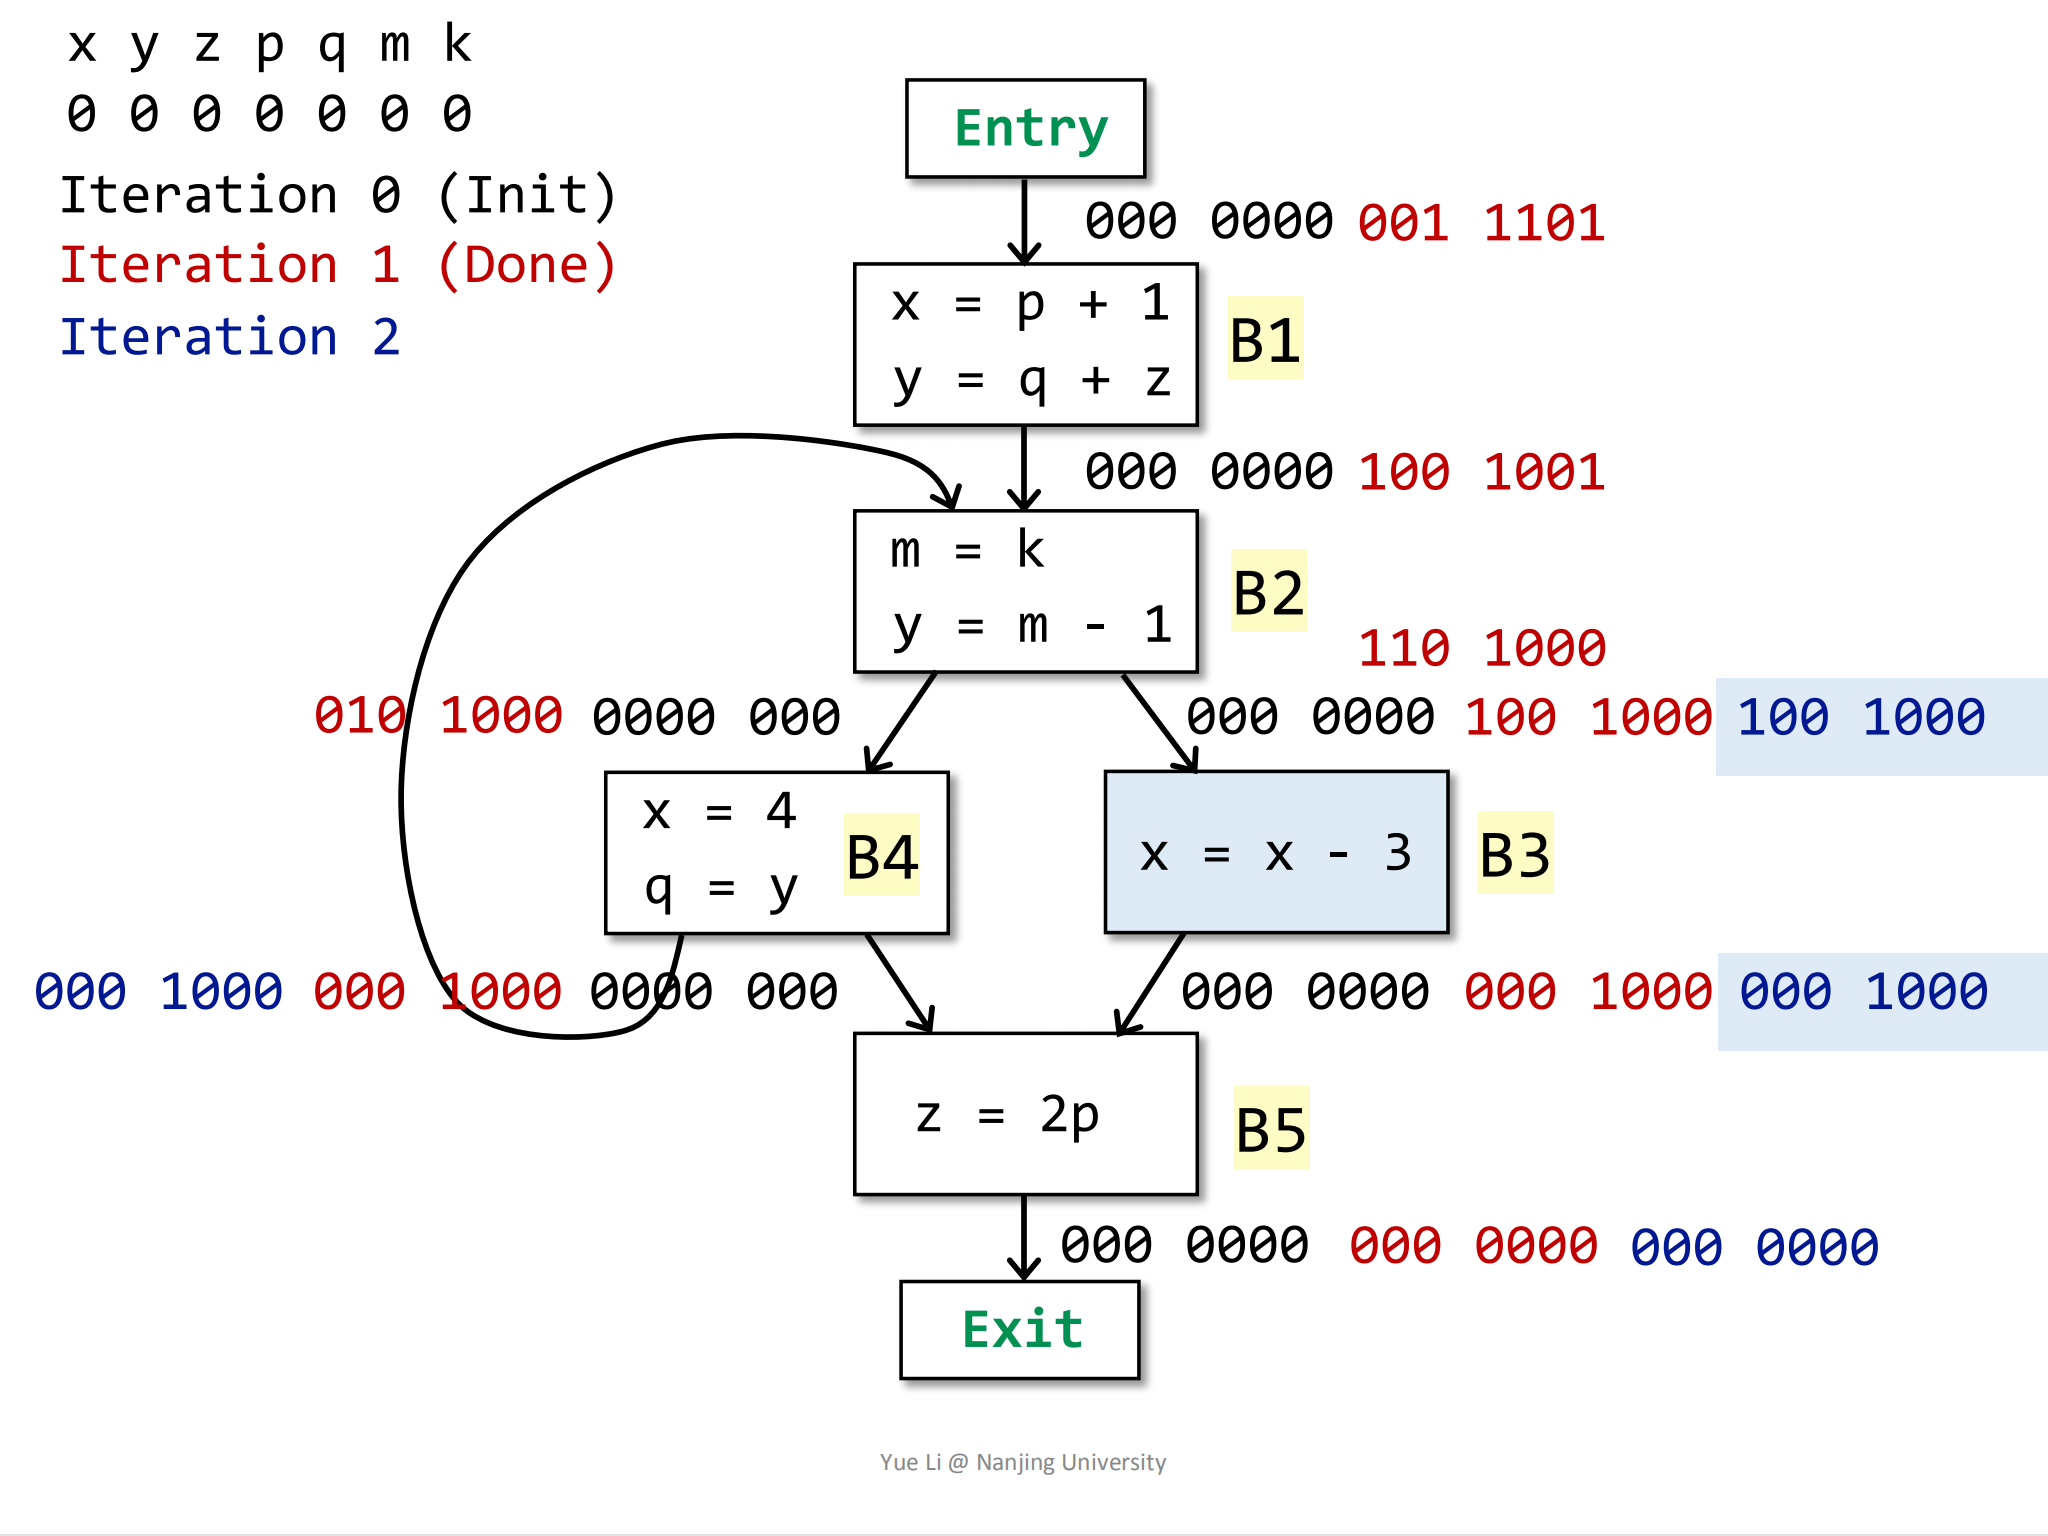 x y z p q m k
0 0 0 0 0 0 0
Iteration 0 (Init)
Iteration 1 (Done)
Iteration 2
Entry
000 0000 001 1101
x = p + 1
y = q + z
B1
000 0000 100 1001
m = k
y = m - 1
B2
110 1000
010 1000 0000 000
000 0000 100 1000 100 1000
x = 4
q = y
B4
x = x - 3
B3
000 1000 000 1000 0000 000
000 0000 000 1000 000 1000
z = 2p
B5
000 0000 000 0000 000 0000
Exit
Yue Li @ Nanjing University